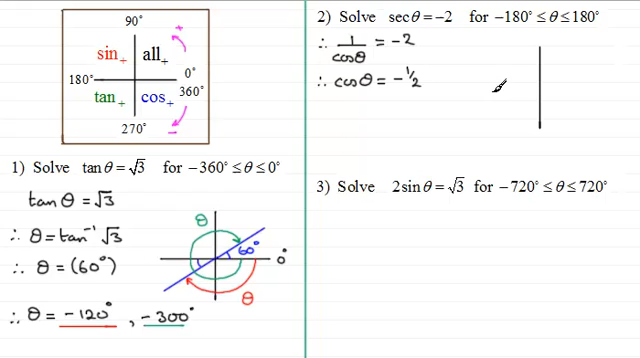 90°
sin+ all+
180° 0°
360°
tan+ cos+
270°
+
−
1) Solve tanθ = √3 for −360° ≤ θ ≤ 0°
tan θ = √3
∴ θ = tan⁻¹ √3
∴ θ = (60°)
∴ θ = −120° , −300°
θ
60°
0°
θ
2) Solve secθ = −2 for −180° ≤ θ ≤ 180°
∴ 1/cosθ = −2
∴ cosθ = −½
3) Solve 2sinθ = √3 for −720° ≤ θ ≤ 720°